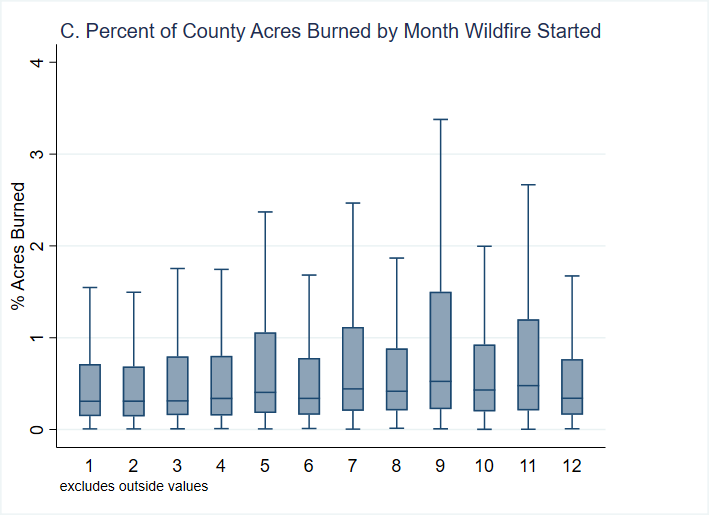 C. Percent of County Acres Burned by Month Wildfire Started
% Acres Burned
4
3
2
1
0
1 2 3 4 5 6 7 8 9 10 11 12
excludes outside values